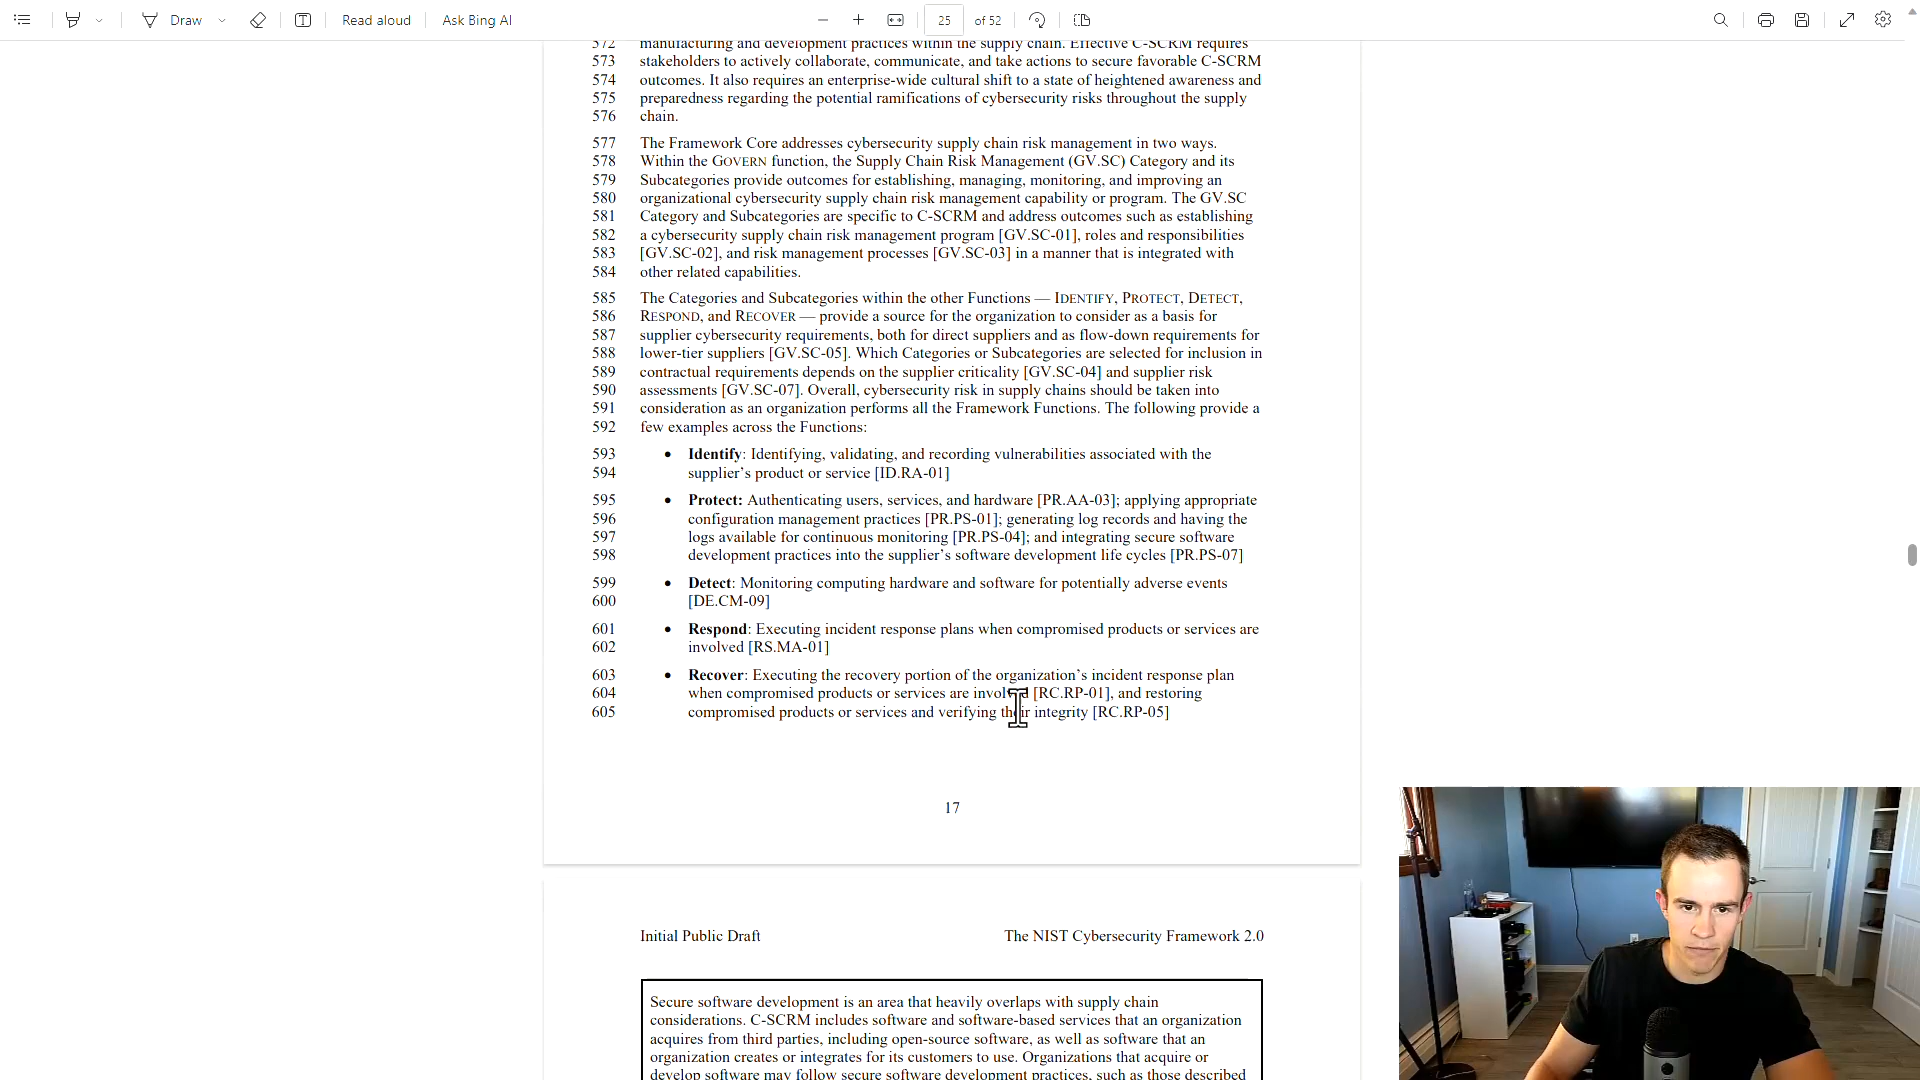 Draw
Read aloud
Ask Bing AI
25 of 52
572 manufacturing and development practices within the supply chain. Effective C-SCRM requires
573 stakeholders to actively collaborate, communicate, and take actions to secure favorable C-SCRM
574 outcomes. It also requires an enterprise-wide cultural shift to a state of heightened awareness and
575 preparedness regarding the potential ramifications of cybersecurity risks throughout the supply
576 chain.
577 The Framework Core addresses cybersecurity supply chain risk management in two ways.
578 Within the GOVERN function, the Supply Chain Risk Management (GV.SC) Category and its
579 Subcategories provide outcomes for establishing, managing, monitoring, and improving an
580 organizational cybersecurity supply chain risk management capability or program. The GV.SC
581 Category and Subcategories are specific to C-SCRM and address outcomes such as establishing
582 a cybersecurity supply chain risk management program [GV.SC-01], roles and responsibilities
583 [GV.SC-02], and risk management processes [GV.SC-03] in a manner that is integrated with
584 other related capabilities.
585 The Categories and Subcategories within the other Functions — IDENTIFY, PROTECT, DETECT,
586 RESPOND, and RECOVER — provide a source for the organization to consider as a basis for
587 supplier cybersecurity requirements, both for direct suppliers and as flow-down requirements for
588 lower-tier suppliers [GV.SC-05]. Which Categories or Subcategories are selected for inclusion in
589 contractual requirements depends on the supplier criticality [GV.SC-04] and supplier risk
590 assessments [GV.SC-07]. Overall, cybersecurity risk in supply chains should be taken into
591 consideration as an organization performs all the Framework Functions. The following provide a
592 few examples across the Functions:
593 • Identify: Identifying, validating, and recording vulnerabilities associated with the
594 supplier's product or service [ID.RA-01]
595 • Protect: Authenticating users, services, and hardware [PR.AA-03]; applying appropriate
596 configuration management practices [PR.PS-01]; generating log records and having the
597 logs available for continuous monitoring [PR.PS-04]; and integrating secure software
598 development practices into the supplier's software development life cycles [PR.PS-07]
599 • Detect: Monitoring computing hardware and software for potentially adverse events
600 [DE.CM-09]
601 • Respond: Executing incident response plans when compromised products or services are
602 involved [RS.MA-01]
603 • Recover: Executing the recovery portion of the organization's incident response plan
604 when compromised products or services are involved [RC.RP-01], and restoring
605 compromised products or services and verifying their integrity [RC.RP-05]
17
Initial Public Draft
The NIST Cybersecurity Framework 2.0
Secure software development is an area that heavily overlaps with supply chain
considerations. C-SCRM includes software and software-based services that an organization
acquires from third parties, including open-source software, as well as software that an
organization creates or integrates for its customers to use. Organizations that acquire or
develop software may follow secure software development practices, such as those described